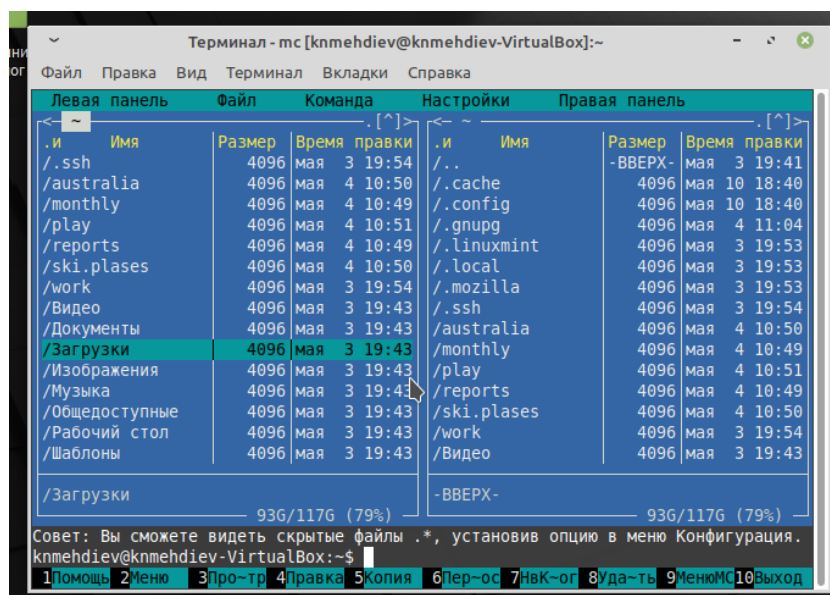 Терминал - mc [knmehdiev@knmehdiev-VirtualBox]:~
Файл Правка Вид Терминал Вкладки Справка
Левая панель Файл Команда Настройки Правая панель
<- ~ .[^]> <- ~ .[^]>
.и Имя Размер Время правки .и Имя Размер Время правки
/.ssh 4096 мая 3 19:54 /.. -ВВЕРХ- мая 3 19:41
/australia 4096 мая 4 10:50 /.cache 4096 мая 10 18:40
/monthly 4096 мая 4 10:49 /.config 4096 мая 10 18:40
/play 4096 мая 4 10:51 /.gnupg 4096 мая 4 11:04
/reports 4096 мая 4 10:49 /.linuxmint 4096 мая 3 19:53
/ski.plases 4096 мая 4 10:50 /.local 4096 мая 3 19:53
/work 4096 мая 3 19:54 /.mozilla 4096 мая 3 19:53
/Видео 4096 мая 3 19:43 /.ssh 4096 мая 3 19:54
/Документы 4096 мая 3 19:43 /australia 4096 мая 4 10:50
/Загрузки 4096 мая 3 19:43 /monthly 4096 мая 4 10:49
/Изображения 4096 мая 3 19:43 /play 4096 мая 4 10:51
/Музыка 4096 мая 3 19:43 /reports 4096 мая 4 10:49
/Общедоступные 4096 мая 3 19:43 /ski.plases 4096 мая 4 10:50
/Рабочий стол 4096 мая 3 19:43 /work 4096 мая 3 19:54
/Шаблоны 4096 мая 3 19:43 /Видео 4096 мая 3 19:43
/Загрузки -ВВЕРХ-
93G/117G (79%) 93G/117G (79%)
Совет: Вы сможете видеть скрытые файлы .*, установив опцию в меню Конфигурация.
knmehdiev@knmehdiev-VirtualBox:~$
1Помощь 2Меню 3Про~тр 4Правка 5Копия 6Пер~ос 7НвК~ог 8Уда~ть 9МенюMC 10Выход